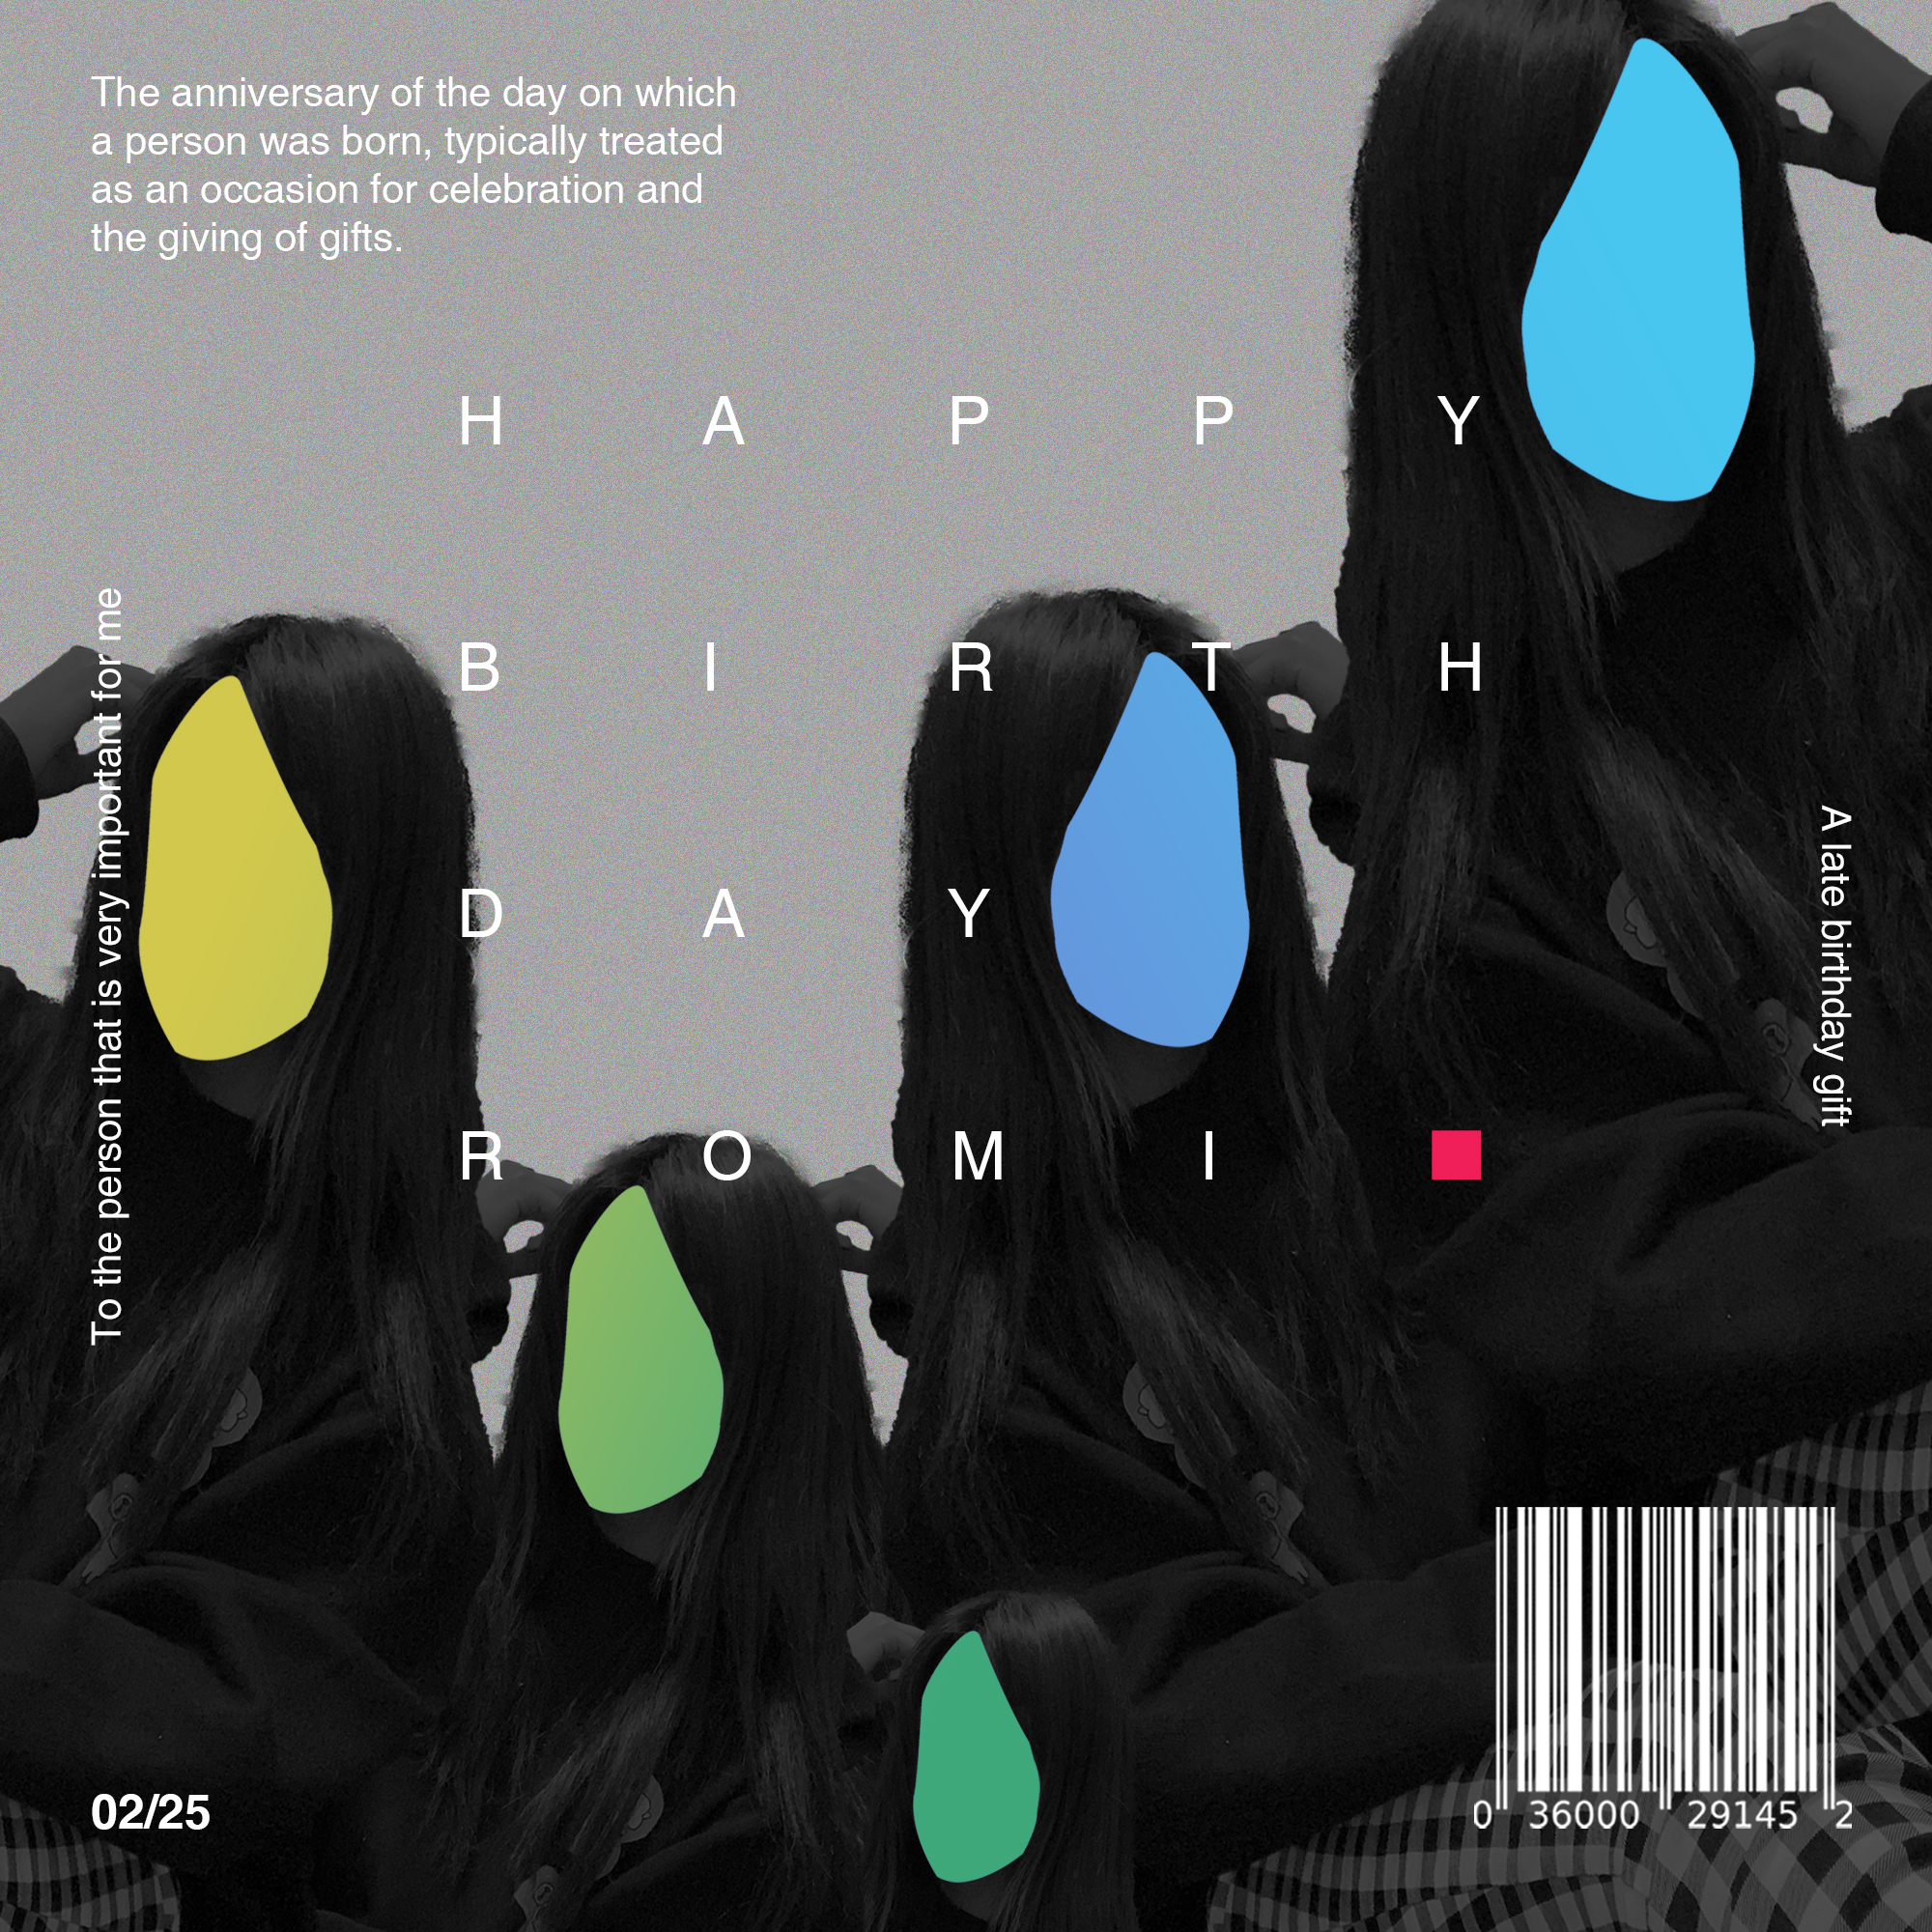 The anniversary of the day on which
a person was born, typically treated
as an occasion for celebration and
the giving of gifts.
H A P P Y
B I R T H
D A Y
R O M I
To the person that is very important for me
A late birthday gift
02/25
0 36000 29145 2